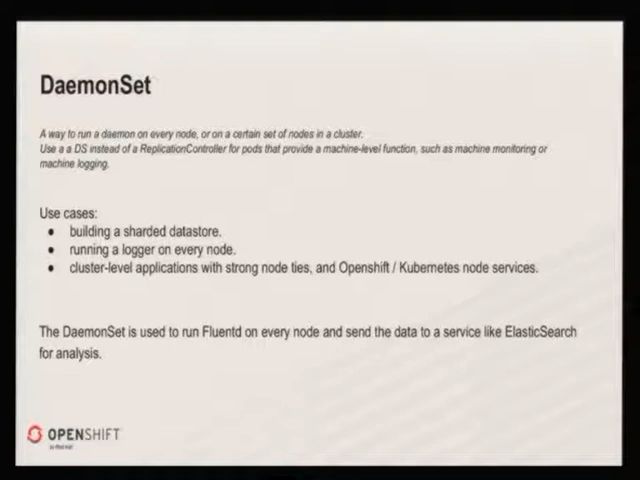 DaemonSet
A way to run a daemon on every node, or on a certain set of nodes in a cluster.
Use a a DS instead of a ReplicationController for pods that provide a machine-level function, such as machine monitoring or
machine logging.
Use cases:
● building a sharded datastore.
● running a logger on every node.
● cluster-level applications with strong node ties, and Openshift / Kubernetes node services.
The DaemonSet is used to run Fluentd on every node and send the data to a service like ElasticSearch
for analysis.
OPENSHIFT
by Red Hat